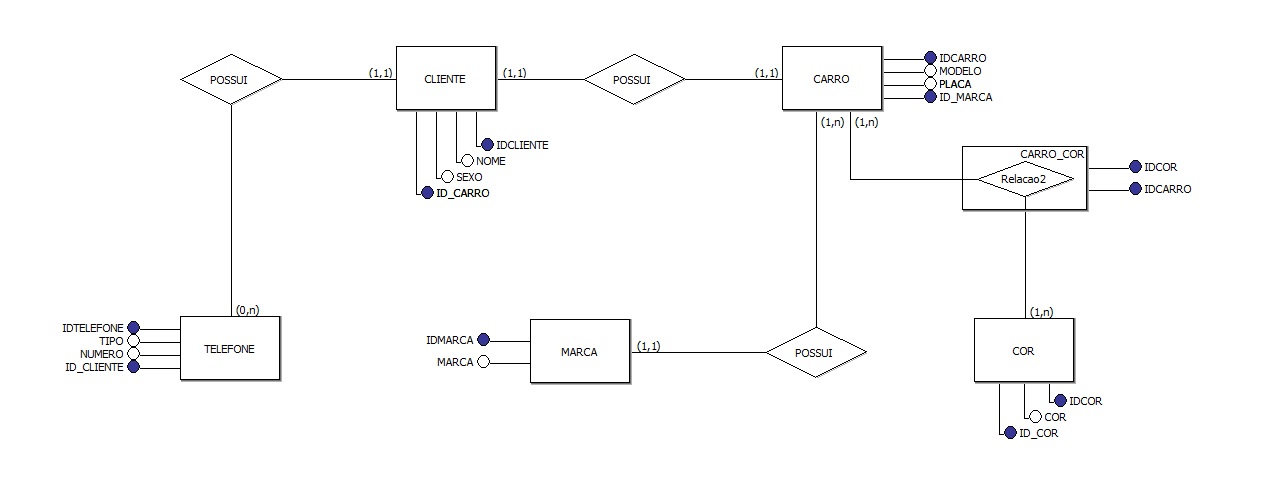 POSSUI
(1,1)
CLIENTE
(1,1)
POSSUI
(1,1)
CARRO
IDCARRO
MODELO
PLACA
ID_MARCA
(1,n)
(1,n)
IDCLIENTE
NOME
SEXO
ID_CARRO
CARRO_COR
Relacao2
IDCOR
IDCARRO
(0,n)
IDTELEFONE
TIPO
NUMERO
ID_CLIENTE
TELEFONE
IDMARCA
MARCA
MARCA
(1,1)
POSSUI
(1,n)
COR
IDCOR
COR
ID_COR